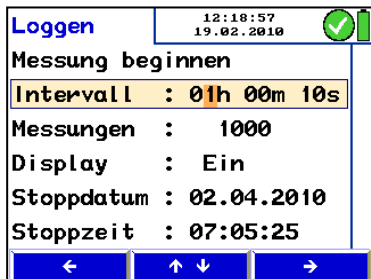 Loggen
12:18:57
19.02.2010
Messung beginnen
Intervall : 01h 00m 10s
Messungen : 1000
Display : Ein
Stoppdatum : 02.04.2010
Stoppzeit : 07:05:25
← ↑ ↓ →